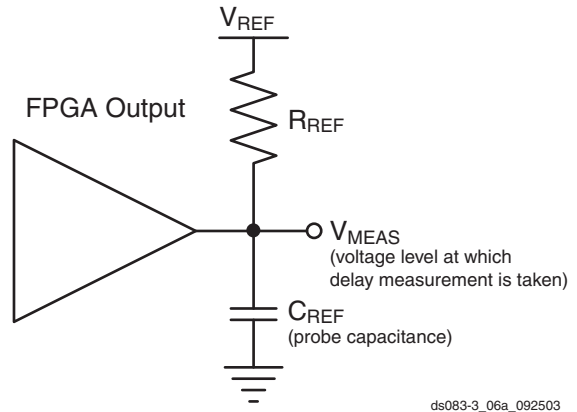 VREF
FPGA Output
RREF
VMEAS
(voltage level at which
delay measurement is taken)
CREF
(probe capacitance)
ds083-3_06a_092503